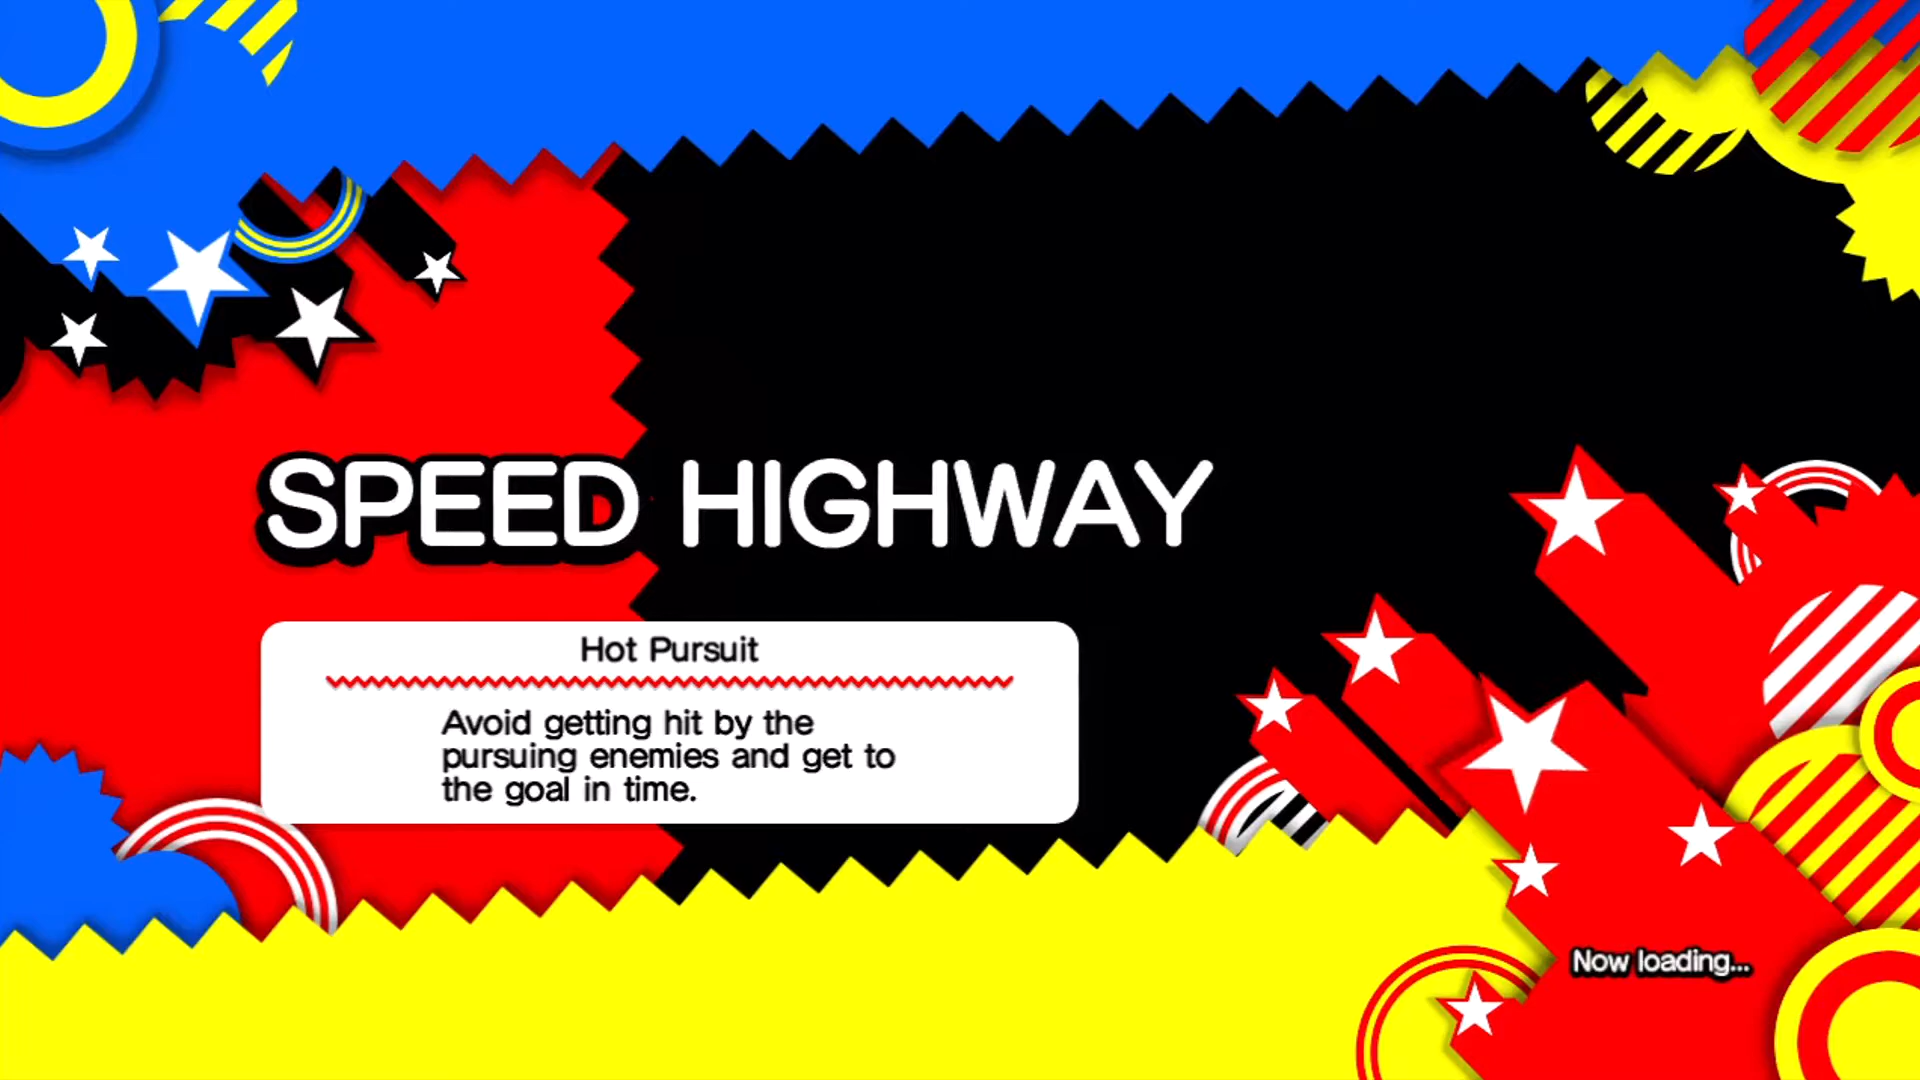 SPEED HIGHWAY
Hot Pursuit
Avoid getting hit by the
pursuing enemies and get to
the goal in time.
Now loading...